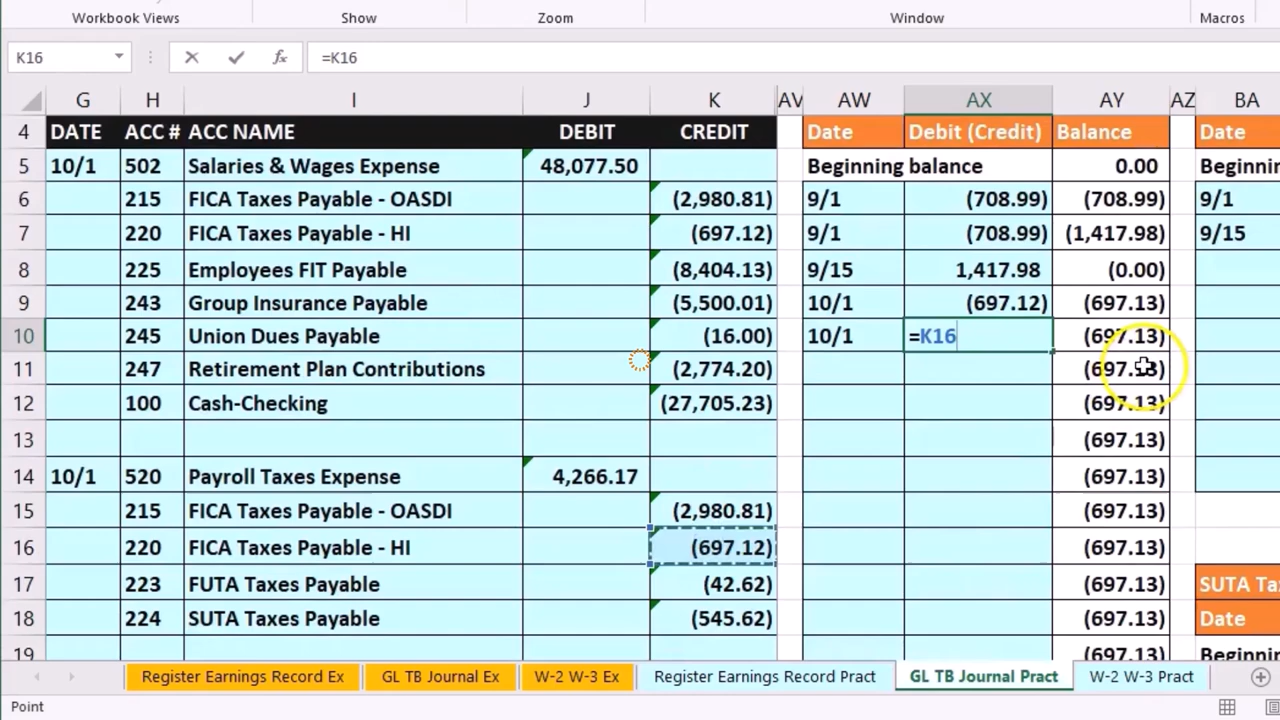 Workbook Views Show Zoom Window Macros
K16 fx =K16
G H I J K AV AW AX AY AZ BA
4 DATE ACC # ACC NAME DEBIT CREDIT Date Debit (Credit) Balance Date
5 10/1 502 Salaries & Wages Expense 48,077.50 Beginning balance 0.00 Beginnin
6 215 FICA Taxes Payable - OASDI (2,980.81) 9/1 (708.99) (708.99) 9/1
7 220 FICA Taxes Payable - HI (697.12) 9/1 (708.99) (1,417.98) 9/15
8 225 Employees FIT Payable (8,404.13) 9/15 1,417.98 (0.00)
9 243 Group Insurance Payable (5,500.01) 10/1 (697.12) (697.13)
10 245 Union Dues Payable (16.00) 10/1 =K16 (697.13)
11 247 Retirement Plan Contributions (2,774.20) (697.13)
12 100 Cash-Checking (27,705.23) (697.13)
13 (697.13)
14 10/1 520 Payroll Taxes Expense 4,266.17 (697.13)
15 215 FICA Taxes Payable - OASDI (2,980.81) (697.13)
16 220 FICA Taxes Payable - HI (697.12) (697.13)
17 223 FUTA Taxes Payable (42.62) (697.13) SUTA Ta
18 224 SUTA Taxes Payable (545.62) (697.13) Date
19 (697.13) Beginnin
Register Earnings Record Ex GL TB Journal Ex W-2 W-3 Ex Register Earnings Record Pract GL TB Journal Pract W-2 W-3 Pract
Point